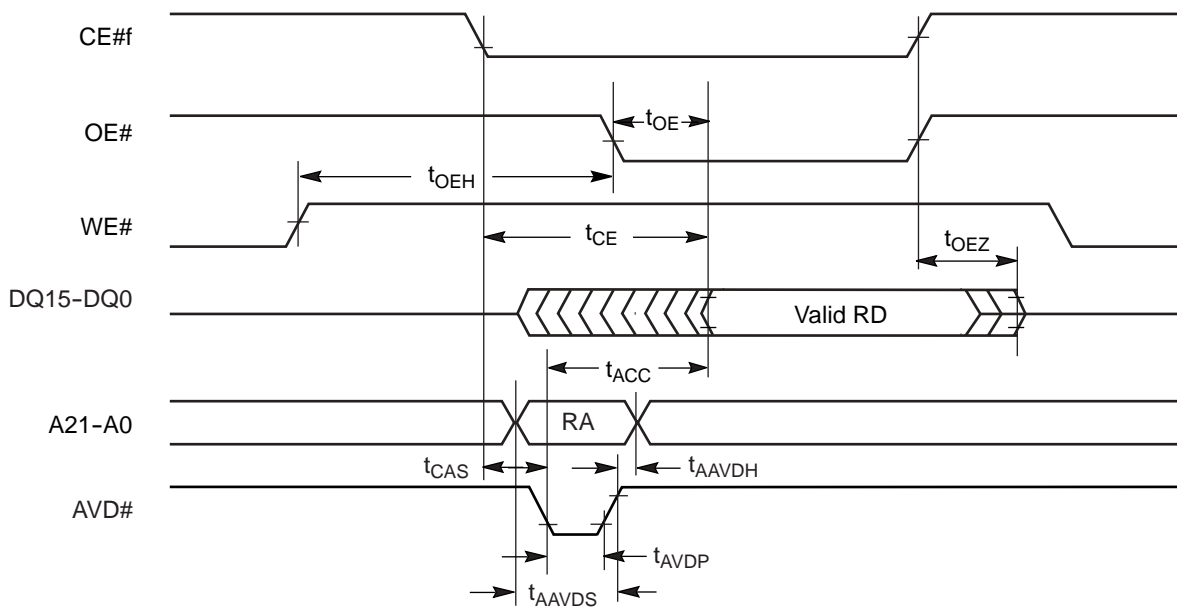 CE#f
OE#
tOE
tOEH
WE#
tCE
tOEZ
DQ15-DQ0
Valid RD
tACC
A21-A0
RA
tCAS
tAAVDH
AVD#
tAVDP
tAAVDS